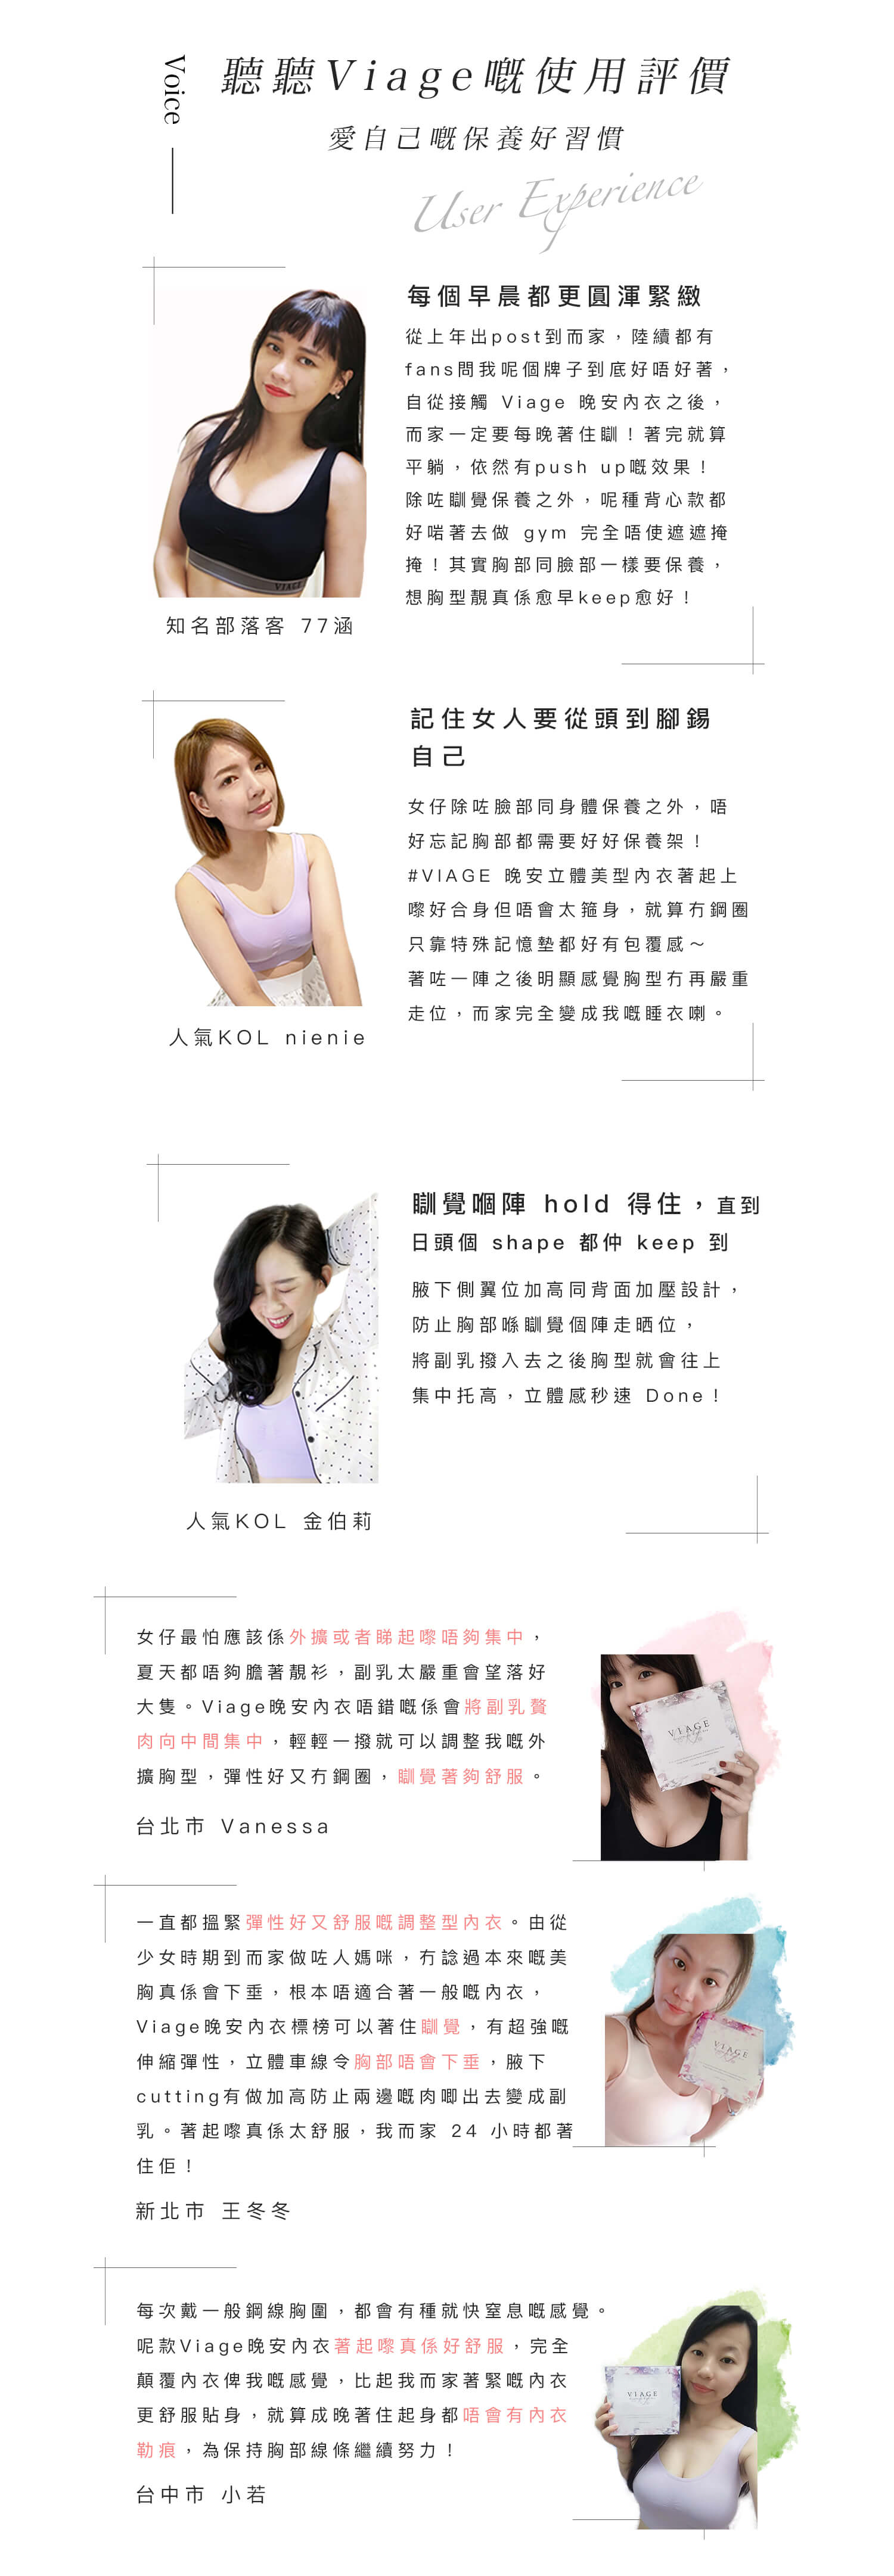 Voice
聽聽Viage嘅使用評價
愛自己嘅保養好習慣
User Experience
每個早晨都更圓渾緊緻
從上年出post到而家，陸續都有
fans問我呢個牌子到底好唔好著，
自從接觸 Viage 晚安內衣之後，
而家一定要每晚著住瞓！著完就算
平躺，依然有push up嘅效果！
除咗瞓覺保養之外，呢種背心款都
好啱著去做 gym 完全唔使遮遮掩
掩！其實胸部同臉部一樣要保養，
想胸型靚真係愈早keep愈好！
VIAGE
知名部落客 77涵
記住女人要從頭到腳錫
自己
女仔除咗臉部同身體保養之外，唔
好忘記胸部都需要好好保養架！
#VIAGE 晚安立體美型內衣著起上
嚟好合身但唔會太箍身，就算冇鋼圈
只靠特殊記憶墊都好有包覆感～
著咗一陣之後明顯感覺胸型冇再嚴重
走位，而家完全變成我嘅睡衣喇。
人氣KOL nienie
瞓覺嗰陣 hold 得住，直到
日頭個 shape 都仲 keep 到
腋下側翼位加高同背面加壓設計，
防止胸部喺瞓覺個陣走晒位，
將副乳撥入去之後胸型就會往上
集中托高，立體感秒速 Done！
人氣KOL 金伯莉
女仔最怕應該係外擴或者睇起嚟唔夠集中，
夏天都唔夠膽著靚衫，副乳太嚴重會望落好
大隻。Viage晚安內衣唔錯嘅係會將副乳贅
肉向中間集中，輕輕一撥就可以調整我嘅外
擴胸型，彈性好又冇鋼圈，瞓覺著夠舒服。
台北市 Vanessa
VIAGE
一直都搵緊彈性好又舒服嘅調整型內衣。由從
少女時期到而家做咗人媽咪，冇諗過本來嘅美
胸真係會下垂，根本唔適合著一般嘅內衣，
Viage晚安內衣標榜可以著住瞓覺，有超強嘅
伸縮彈性，立體車線令胸部唔會下垂，腋下
cutting有做加高防止兩邊嘅肉唧出去變成副
乳。著起嚟真係太舒服，我而家 24 小時都著
住佢！
新北市 王冬冬
VIAGE
每次戴一般鋼線胸圍，都會有種就快窒息嘅感覺。
呢款Viage晚安內衣著起嚟真係好舒服，完全
顛覆內衣俾我嘅感覺，比起我而家著緊嘅內衣
更舒服貼身，就算成晚著住起身都唔會有內衣
勒痕，為保持胸部線條繼續努力！
台中市 小若
VIAGE